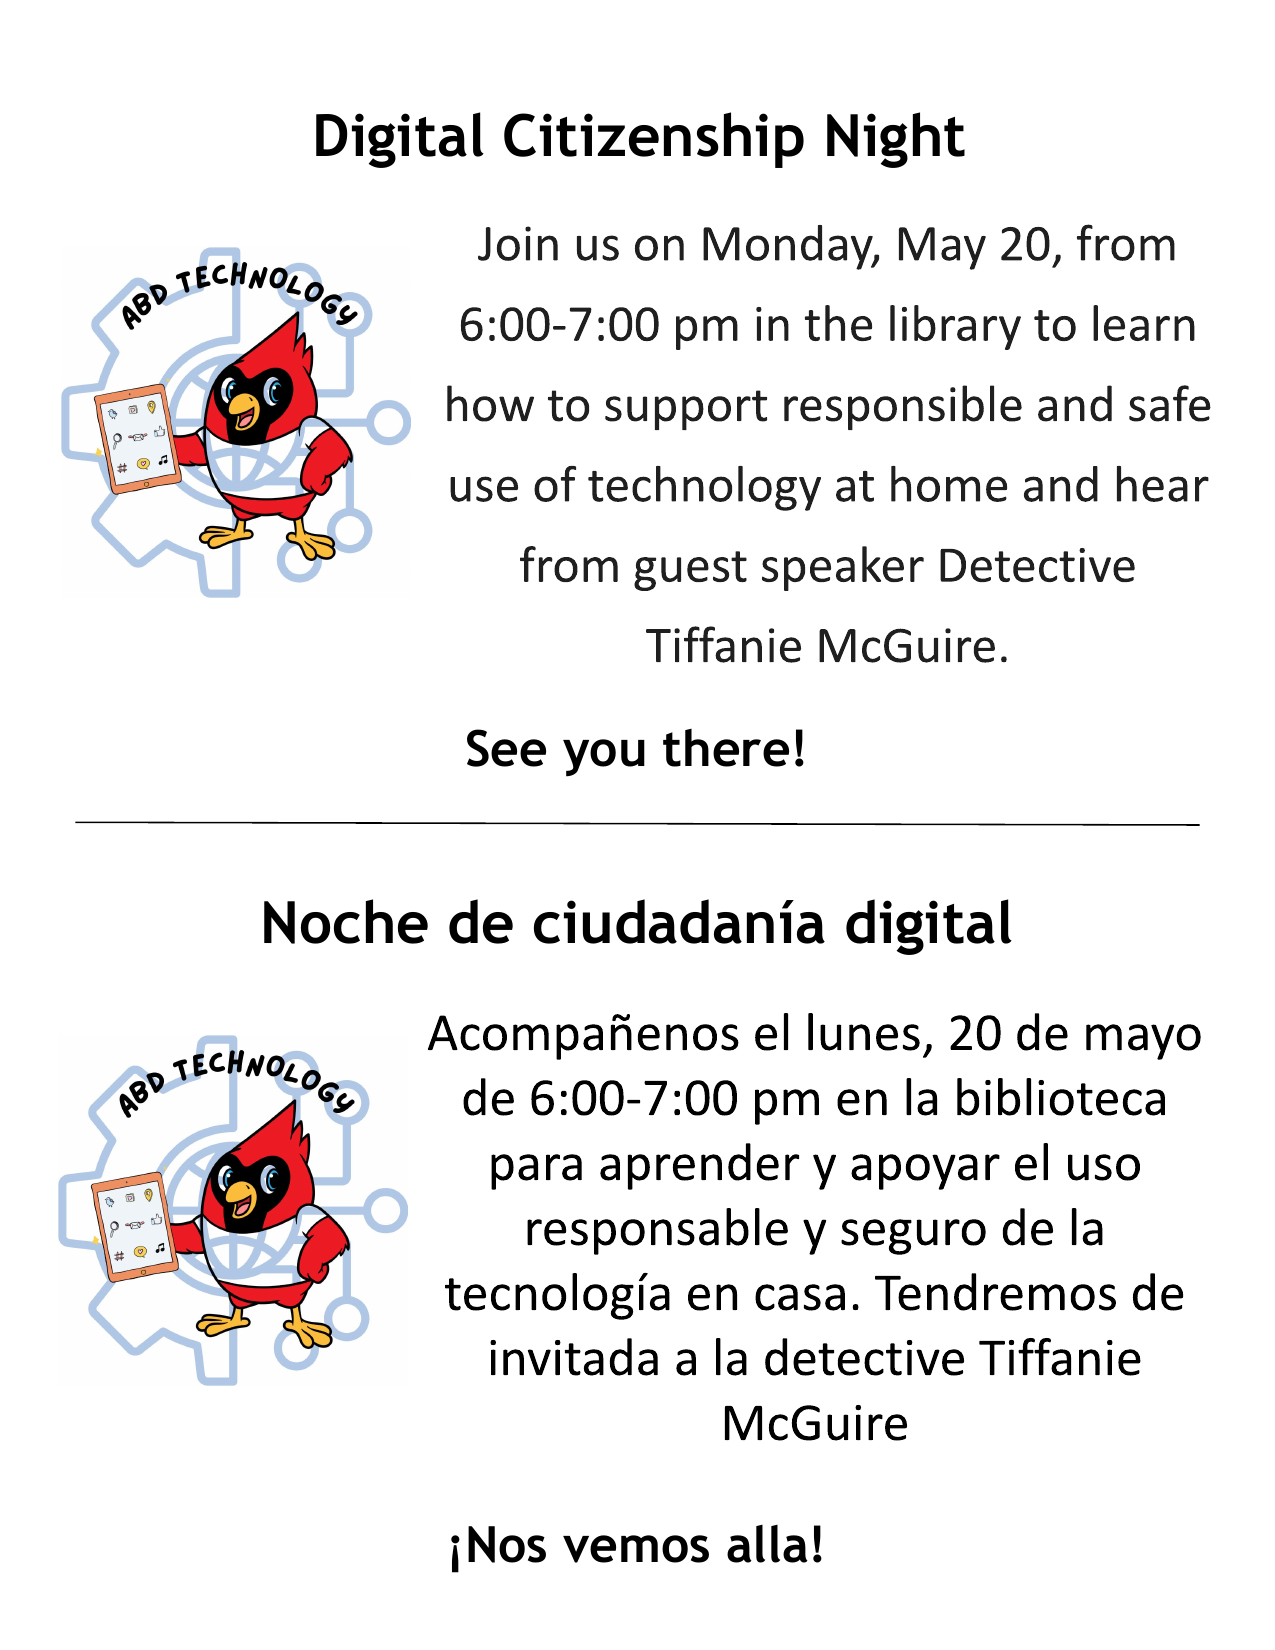 Digital Citizenship Night
ABD TECHNOLOGY
Join us on Monday, May 20, from
6:00-7:00 pm in the library to learn
how to support responsible and safe
use of technology at home and hear
from guest speaker Detective
Tiffanie McGuire.
See you there!
Noche de ciudadanía digital
ABD TECHNOLOGY
Acompañenos el lunes, 20 de mayo
de 6:00-7:00 pm en la biblioteca
para aprender y apoyar el uso
responsable y seguro de la
tecnología en casa. Tendremos de
invitada a la detective Tiffanie
McGuire
¡Nos vemos alla!